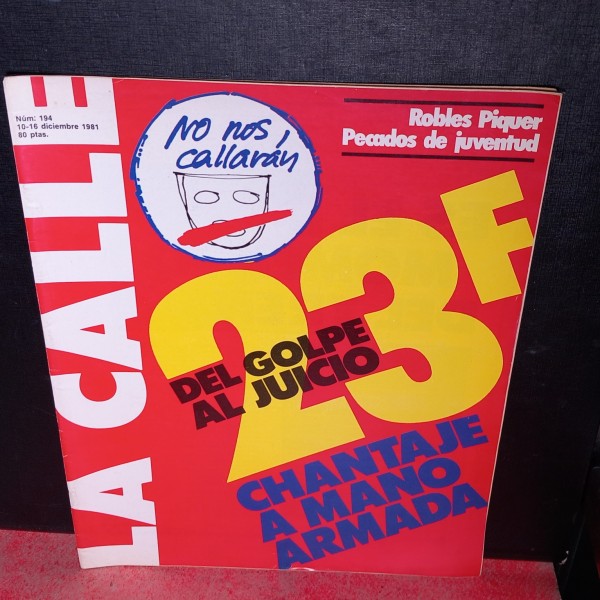 LA CALLE
Núm: 194
10-16 diciembre 1981
80 ptas.
No nos
callarán
Robles Piquer
Pecados de juventud
23F
DEL GOLPE
AL JUICIO
CHANTAJE
A MANO
ARMADA